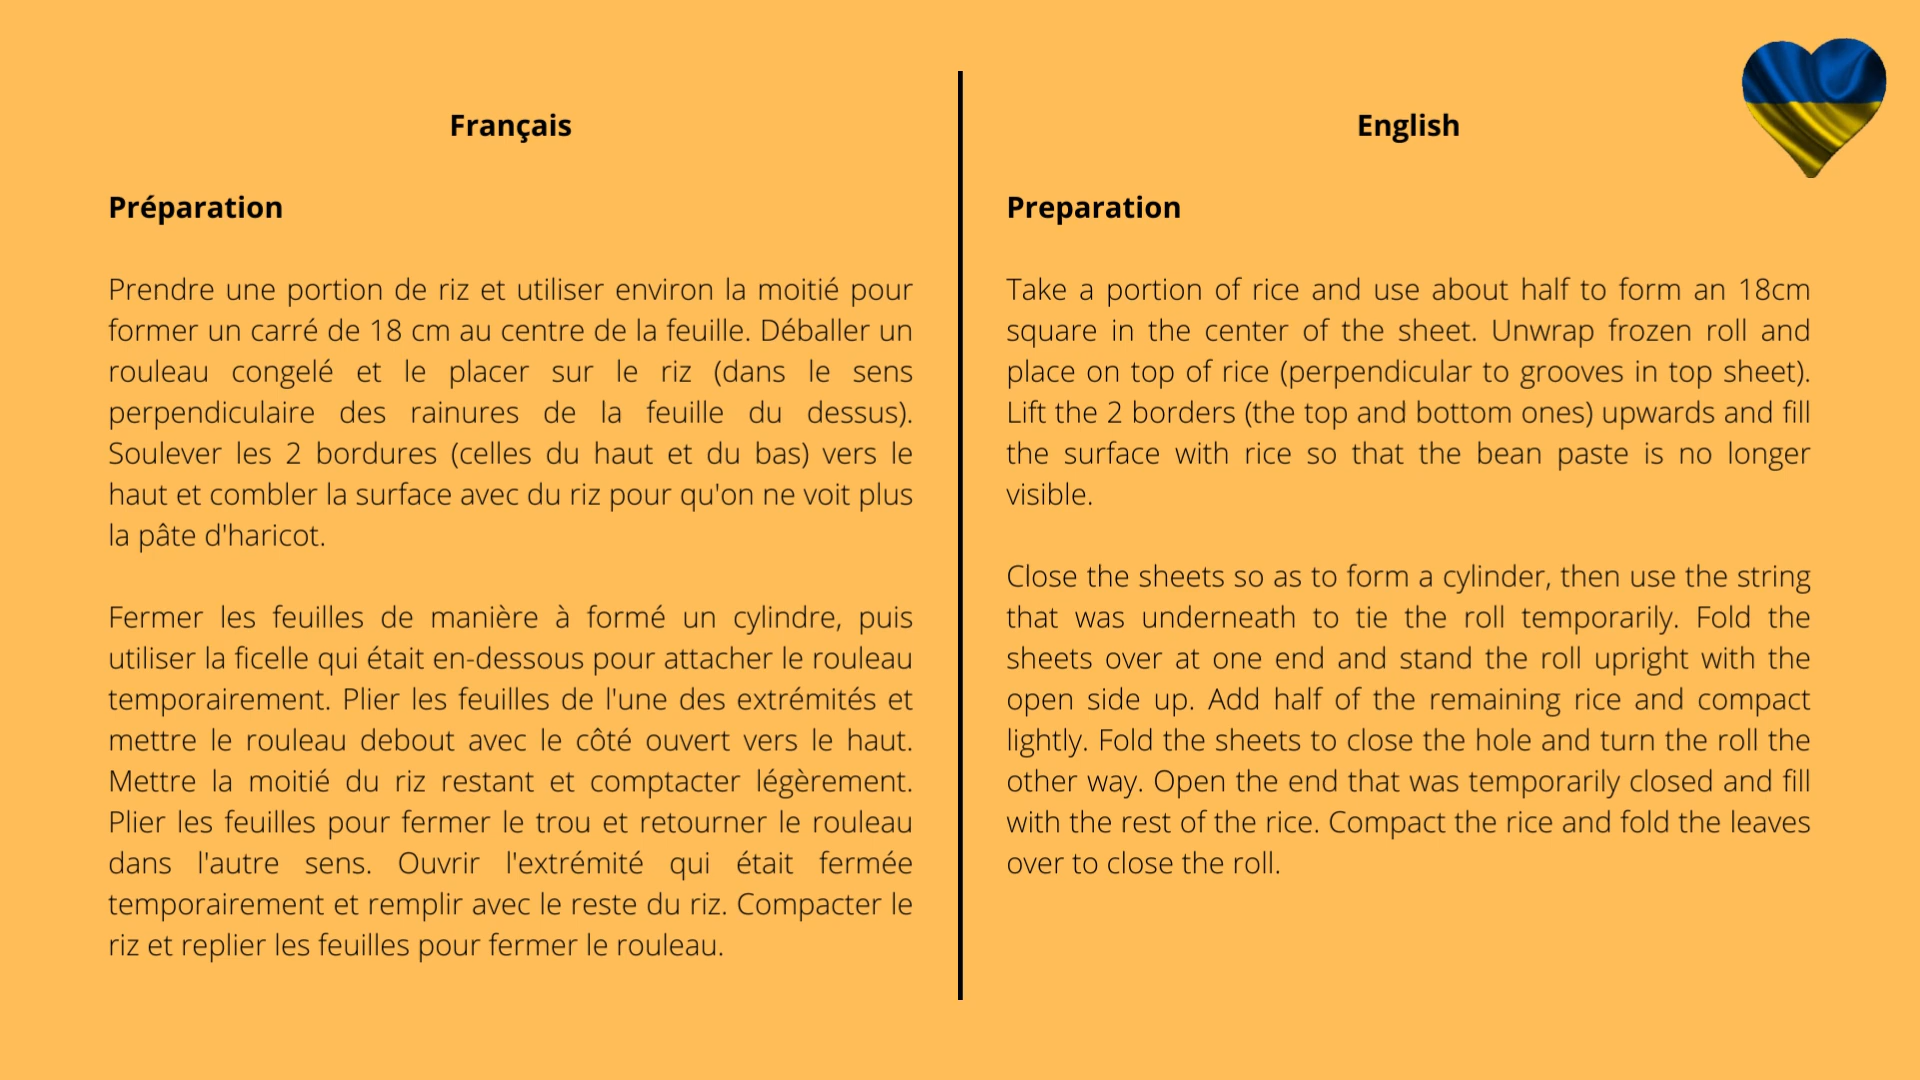 Français
Préparation
Prendre une portion de riz et utiliser environ la moitié pour
former un carré de 18 cm au centre de la feuille. Déballer un
rouleau congelé et le placer sur le riz (dans le sens
perpendiculaire des rainures de la feuille du dessus).
Soulever les 2 bordures (celles du haut et du bas) vers le
haut et combler la surface avec du riz pour qu'on ne voit plus
la pâte d'haricot.
Fermer les feuilles de manière à formé un cylindre, puis
utiliser la ficelle qui était en-dessous pour attacher le rouleau
temporairement. Plier les feuilles de l'une des extrémités et
mettre le rouleau debout avec le côté ouvert vers le haut.
Mettre la moitié du riz restant et comptacter légèrement.
Plier les feuilles pour fermer le trou et retourner le rouleau
dans l'autre sens. Ouvrir l'extrémité qui était fermée
temporairement et remplir avec le reste du riz. Compacter le
riz et replier les feuilles pour fermer le rouleau.
English
Preparation
Take a portion of rice and use about half to form an 18cm
square in the center of the sheet. Unwrap frozen roll and
place on top of rice (perpendicular to grooves in top sheet).
Lift the 2 borders (the top and bottom ones) upwards and fill
the surface with rice so that the bean paste is no longer
visible.
Close the sheets so as to form a cylinder, then use the string
that was underneath to tie the roll temporarily. Fold the
sheets over at one end and stand the roll upright with the
open side up. Add half of the remaining rice and compact
lightly. Fold the sheets to close the hole and turn the roll the
other way. Open the end that was temporarily closed and fill
with the rest of the rice. Compact the rice and fold the leaves
over to close the roll.